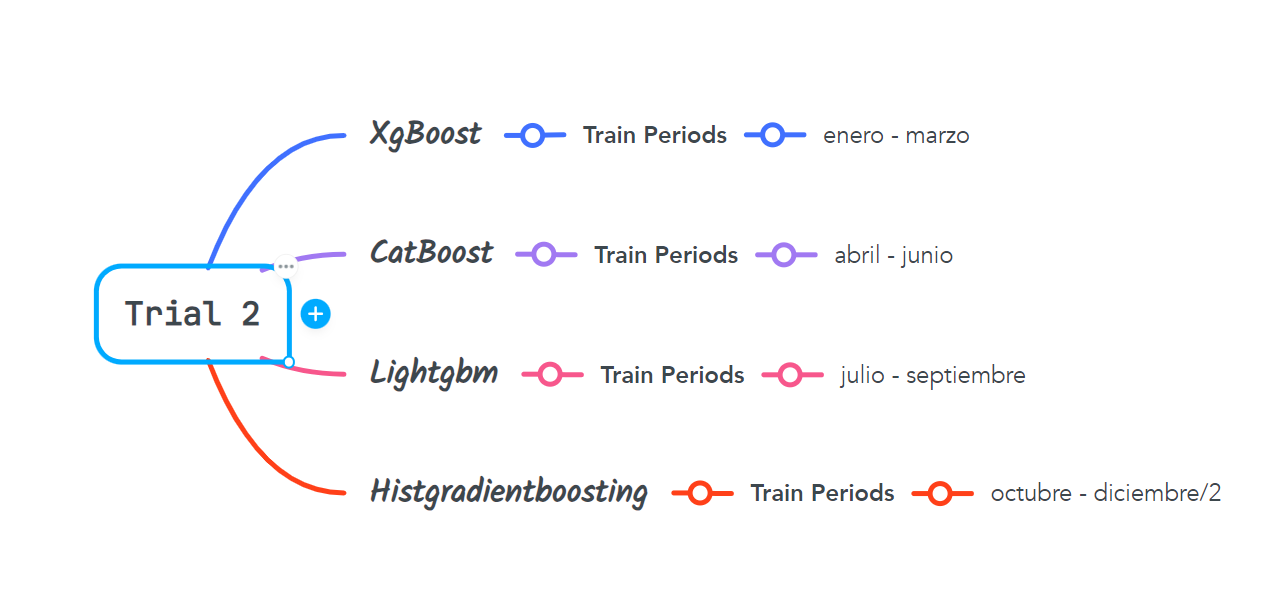 XgBoost Train Periods enero - marzo
CatBoost Train Periods abril - junio
Trial 2
Lightgbm Train Periods julio - septiembre
Histgradientboosting Train Periods octubre - diciembre/2